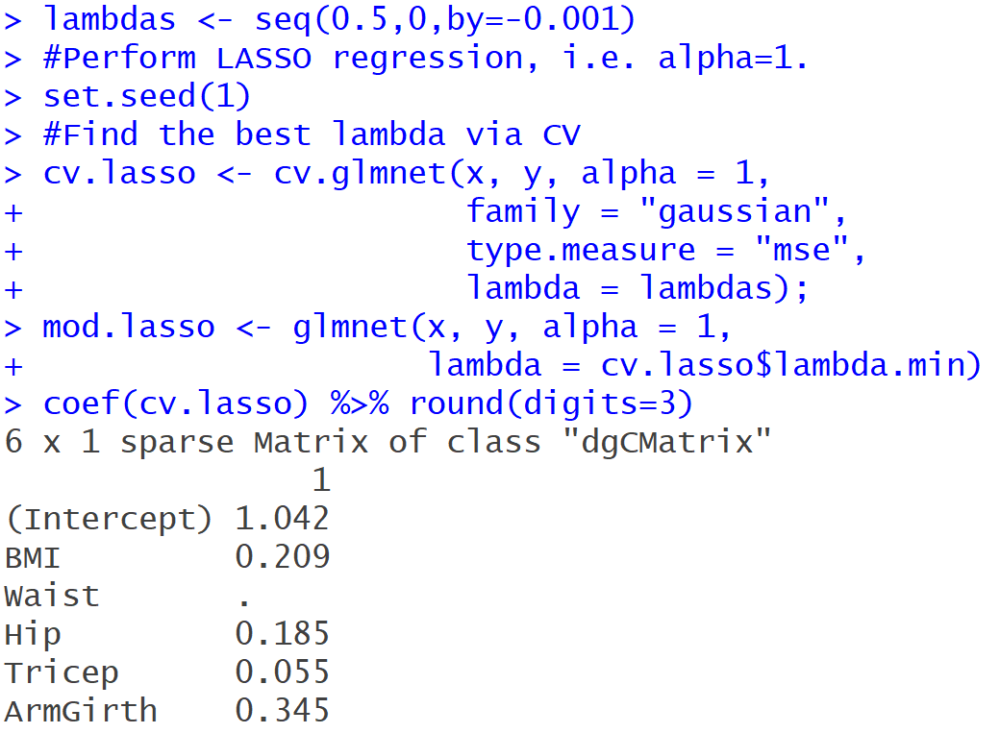 > lambdas <- seq(0.5,0,by=-0.001)
> #Perform LASSO regression, i.e. alpha=1.
> set.seed(1)
> #Find the best lambda via CV
> cv.lasso <- cv.glmnet(x, y, alpha = 1,
+                       family = "gaussian",
+                       type.measure = "mse",
+                       lambda = lambdas);
> mod.lasso <- glmnet(x, y, alpha = 1,
+                     lambda = cv.lasso$lambda.min)
> coef(cv.lasso) %>% round(digits=3)
6 x 1 sparse Matrix of class "dgCMatrix"
                1
(Intercept) 1.042
BMI         0.209
Waist       .
Hip         0.185
Tricep      0.055
ArmGirth    0.345